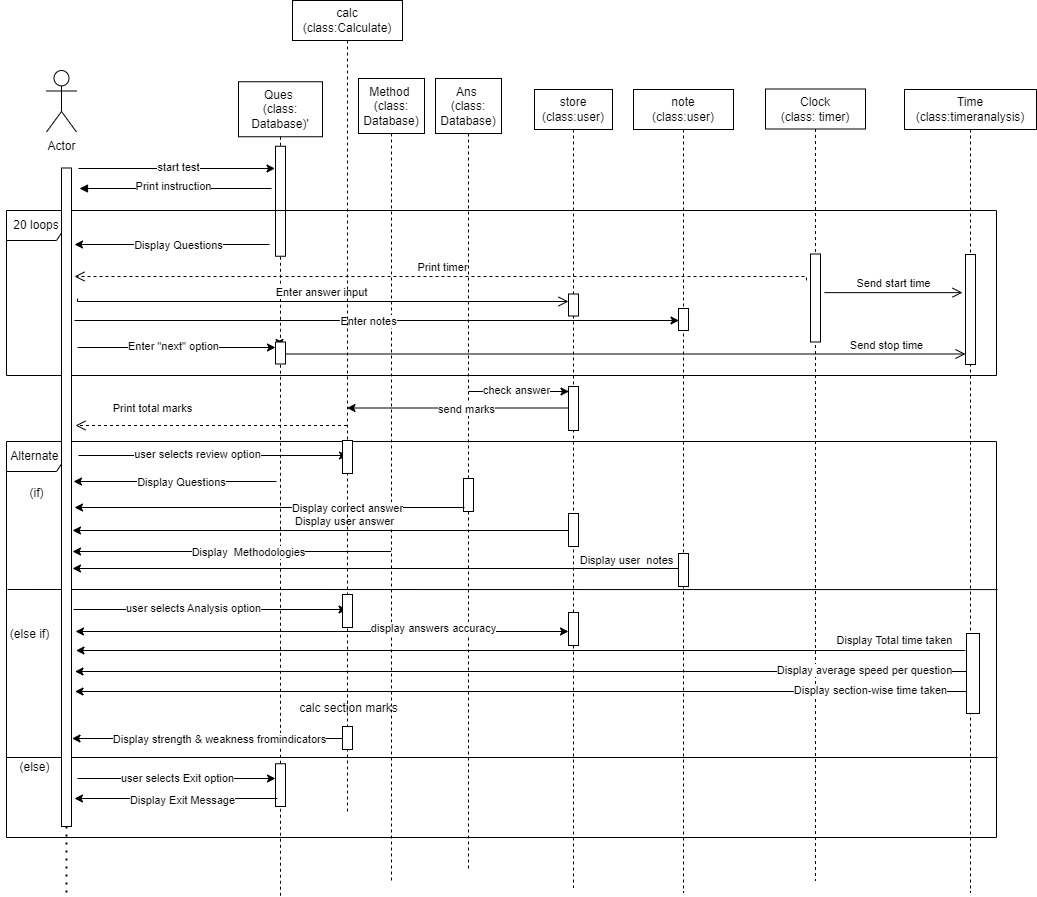 calc
(class:Calculate)
Actor
Ques
(class:
Database)'
Method
(class:
Database)
Ans
(class:
Database)
store
(class:user)
note
(class:user)
Clock
(class: timer)
Time
(class:timeranalysis)
start test
Print instruction
20 loops
Display Questions
Print timer
Send start time
Enter answer input
Enter notes
Enter "next" option
Send stop time
check answer
Print total marks
send marks
Alternate
user selects review option
(if)
Display Questions
Display correct answer
Display user answer
Display  Methodologies
Display user  notes
user selects Analysis option
(else if)
display answers accuracy
Display Total time taken
Display average speed per question
Display section-wise time taken
calc section marks
Display strength & weakness fromindicators
(else)
user selects Exit option
Display Exit Message